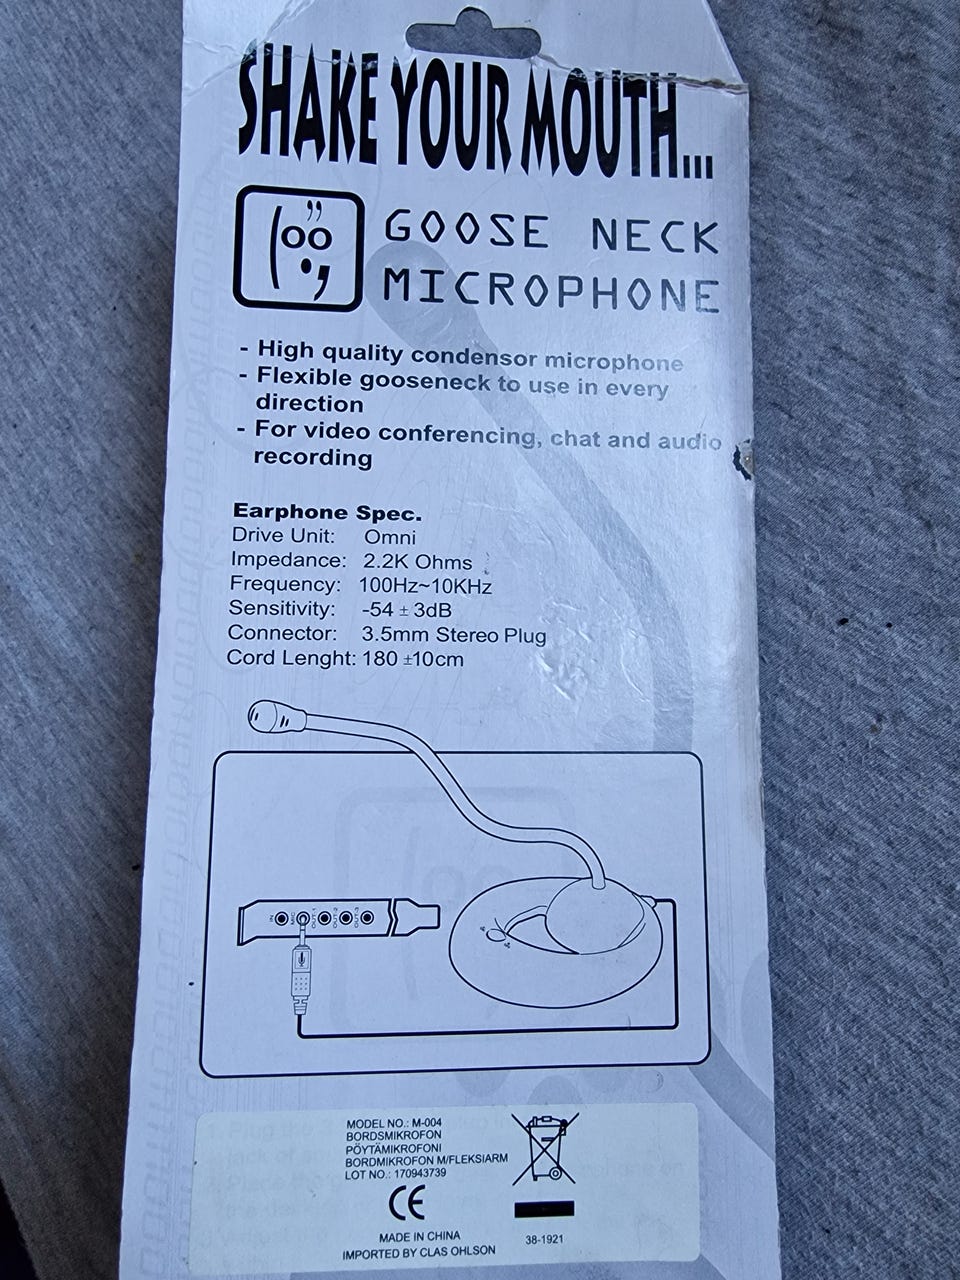 SHAKE YOUR MOUTH...
GOOSE NECK
MICROPHONE
- High quality condensor microphone
- Flexible gooseneck to use in every
direction
- For video conferencing, chat and audio
recording
Earphone Spec.
Drive Unit: Omni
Impedance: 2.2K Ohms
Frequency: 100Hz~10KHz
Sensitivity: -54 ± 3dB
Connector: 3.5mm Stereo Plug
Cord Lenght: 180 ±10cm
MODEL NO.: M-004
BORDSMIKROFON
PÖYTÄMIKROFONI
BORDMIKROFON M/FLEKSIARM
LOT NO.: 170943739
CE
MADE IN CHINA
IMPORTED BY CLAS OHLSON
38-1921